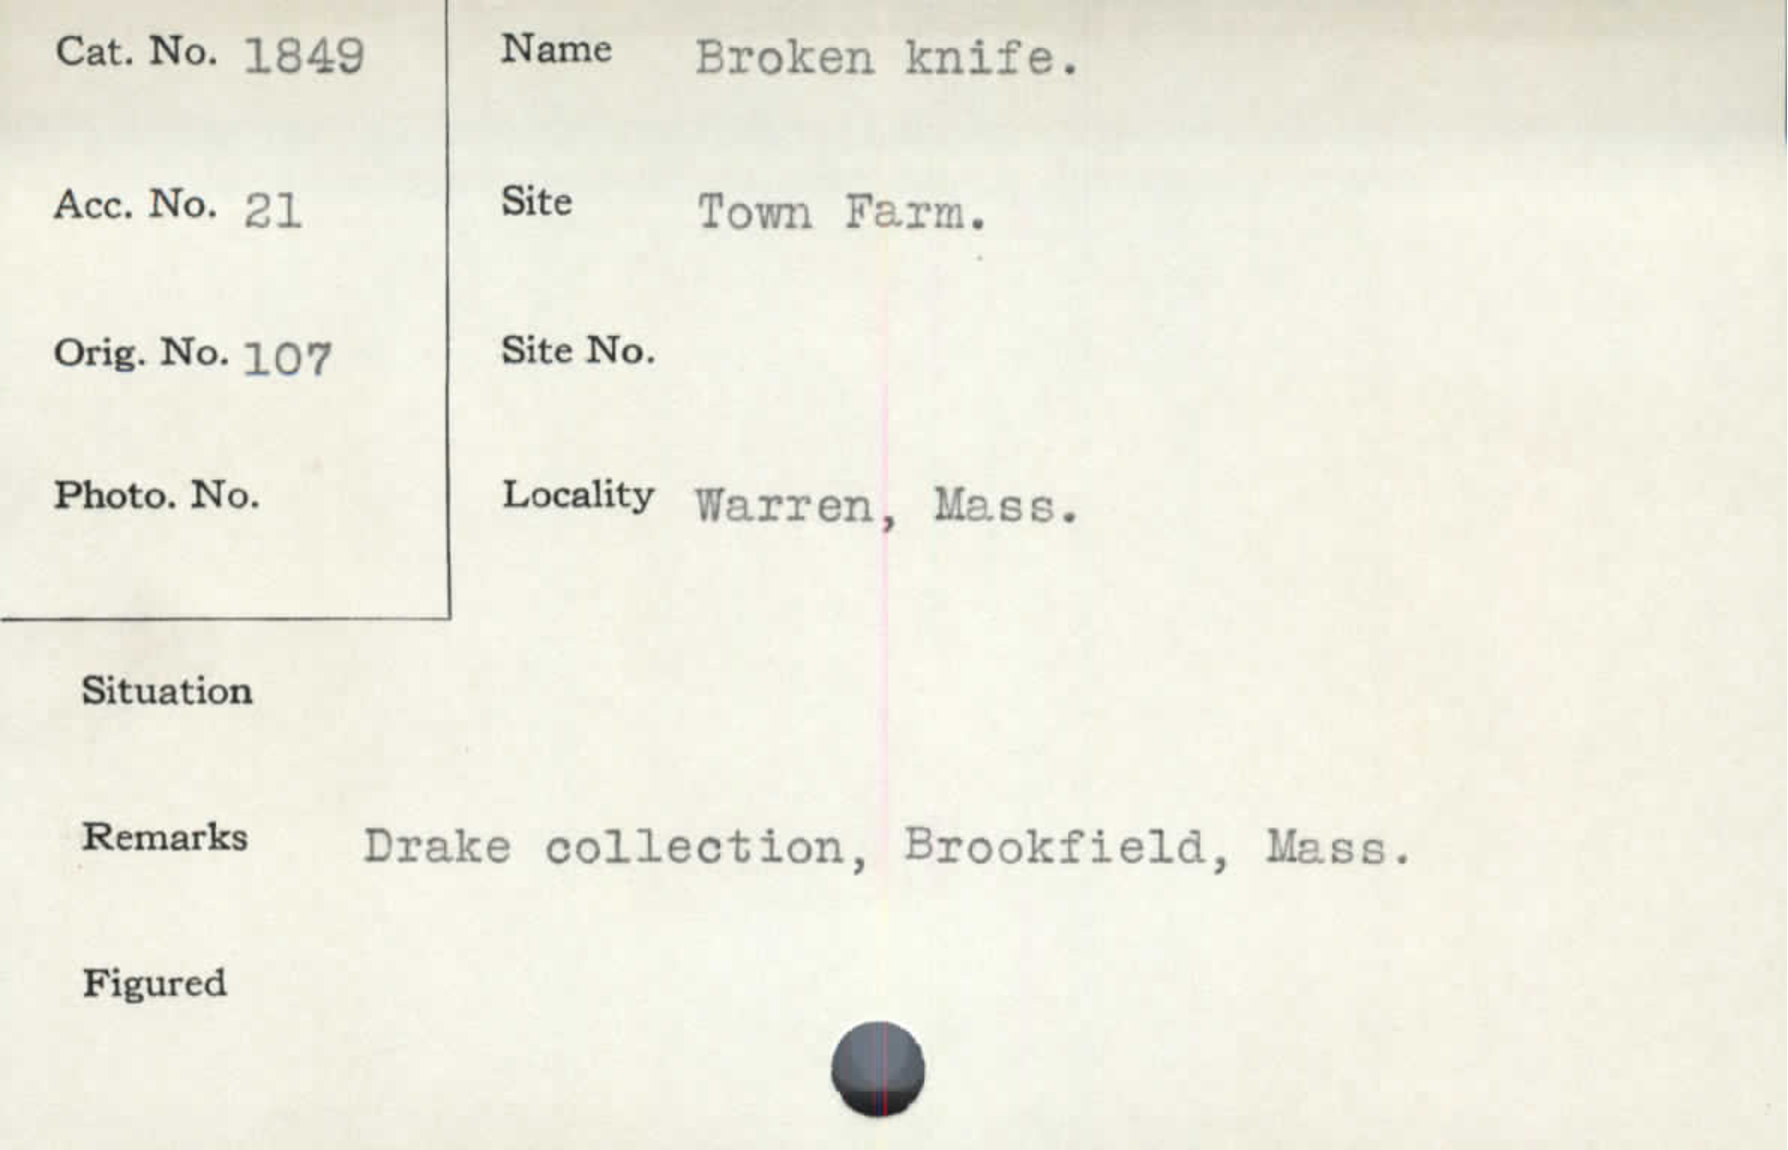 Cat. No. 1849
Name Broken knife.
Acc. No. 21
Site Town Farm.
Orig. No. 107
Site No.
Photo. No.
Locality Warren, Mass.
Situation
Remarks Drake collection, Brookfield, Mass.
Figured